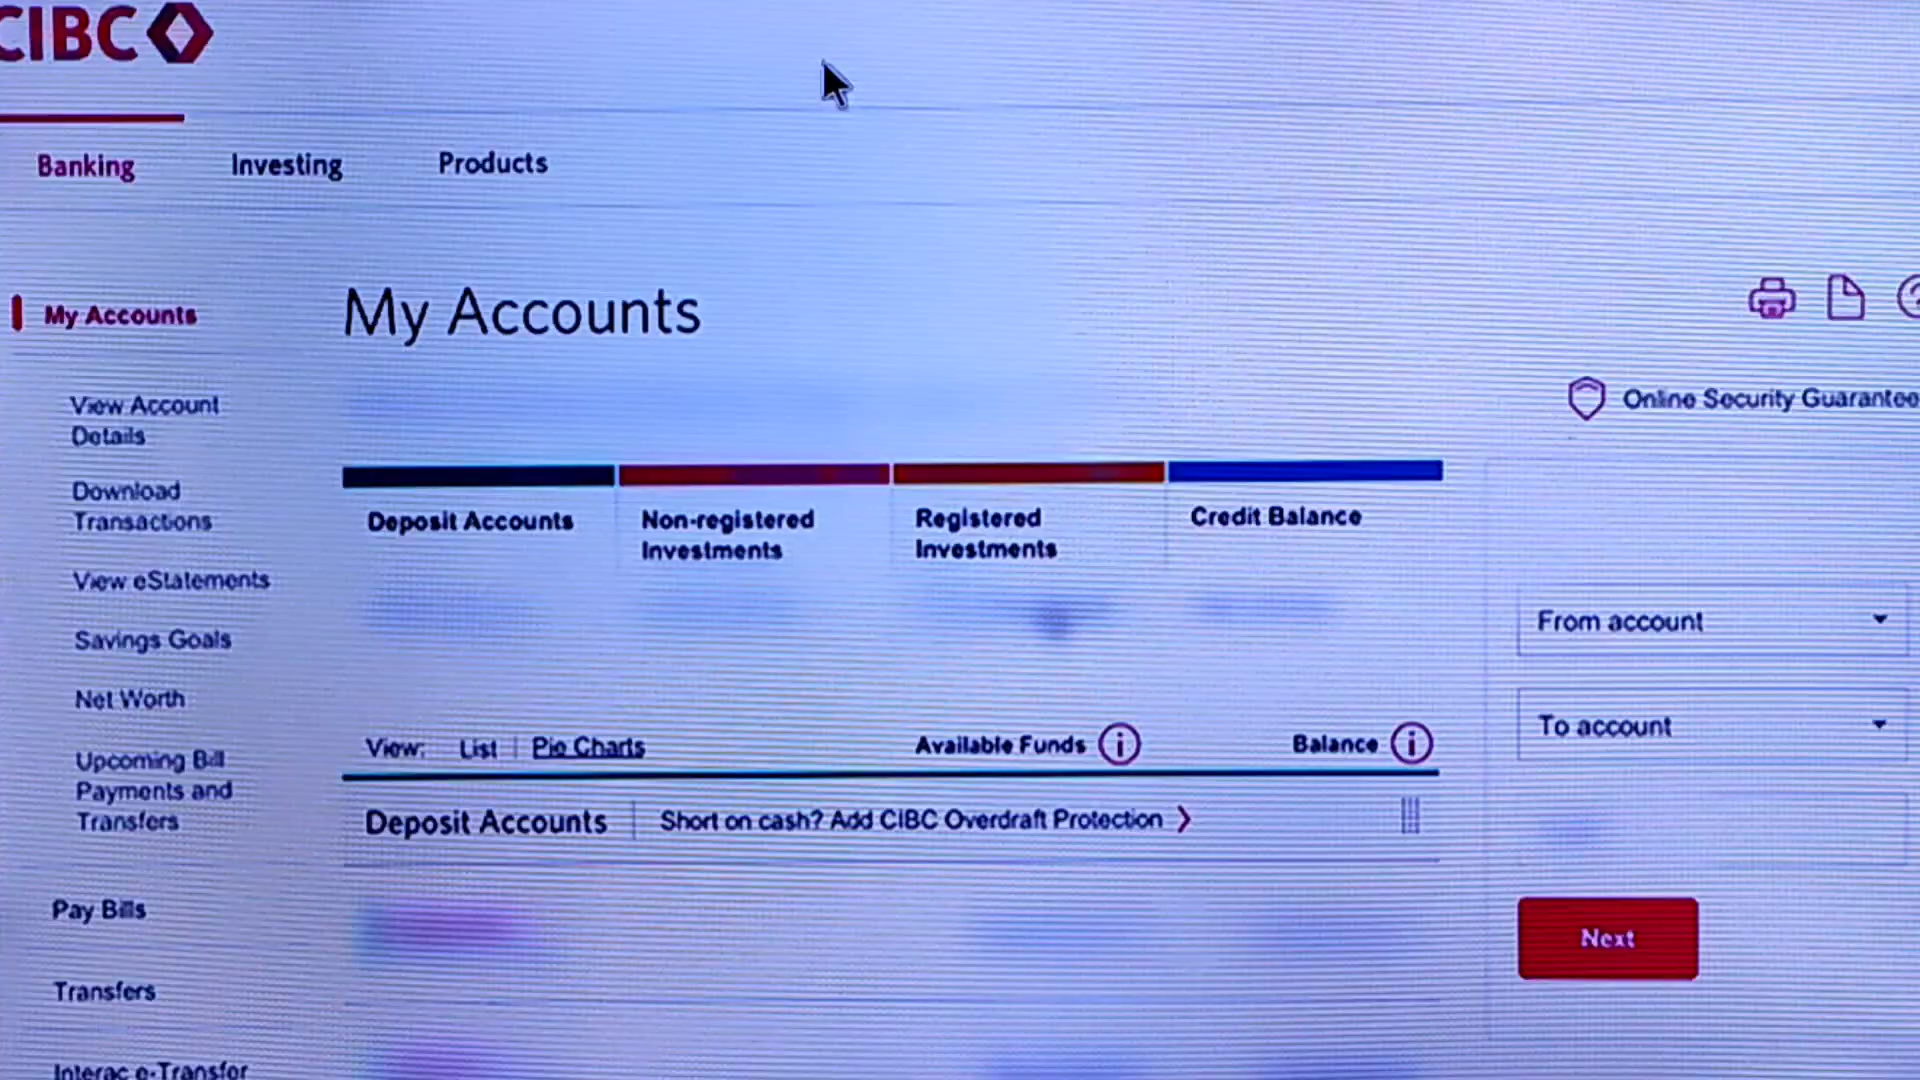 CIBC
Banking
Investing
Products
My Accounts
My Accounts
Online Security Guarantee
View Account
Details
Download
Transactions
View eStatements
Savings Goals
Net Worth
Upcoming Bill
Payments and
Transfers
Pay Bills
Transfers
Interac e-Transfer
Deposit Accounts
Non-registered
Investments
Registered
Investments
Credit Balance
View: List | Pie Charts
Available Funds
Balance
Deposit Accounts
Short on cash? Add CIBC Overdraft Protection
From account
To account
Next